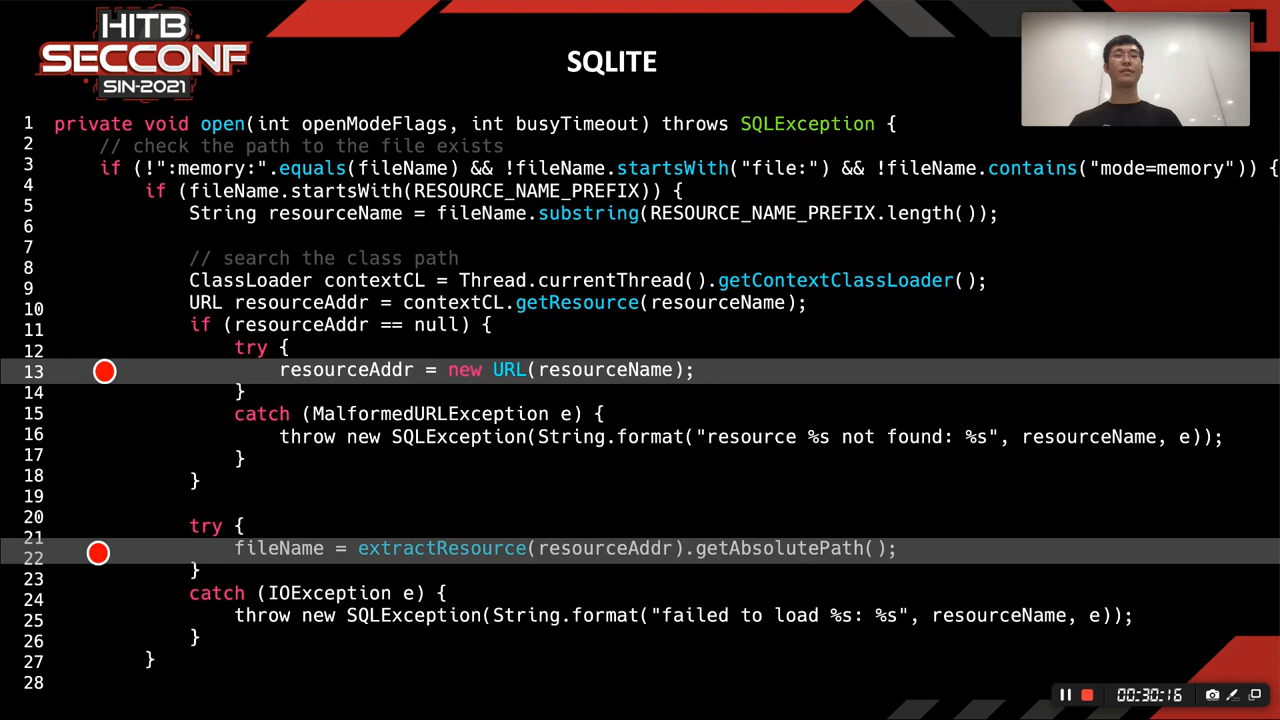 HITB
SECCONF
SIN-2021
SQLITE
1 private void open(int openModeFlags, int busyTimeout) throws SQLException {
2 // check the path to the file exists
3 if (!":memory:".equals(fileName) && !fileName.startsWith("file:") && !fileName.contains("mode=memory")) {
4 if (fileName.startsWith(RESOURCE_NAME_PREFIX)) {
5 String resourceName = fileName.substring(RESOURCE_NAME_PREFIX.length());
6
7 // search the class path
8 ClassLoader contextCL = Thread.currentThread().getContextClassLoader();
9 URL resourceAddr = contextCL.getResource(resourceName);
10 if (resourceAddr == null) {
11 try {
12
13 resourceAddr = new URL(resourceName);
14 }
15 catch (MalformedURLException e) {
16 throw new SQLException(String.format("resource %s not found: %s", resourceName, e));
17 }
18 }
19
20 try {
21
22 fileName = extractResource(resourceAddr).getAbsolutePath();
23 }
24 catch (IOException e) {
25 throw new SQLException(String.format("failed to load %s: %s", resourceName, e));
26 }
27 }
28
00:30:16